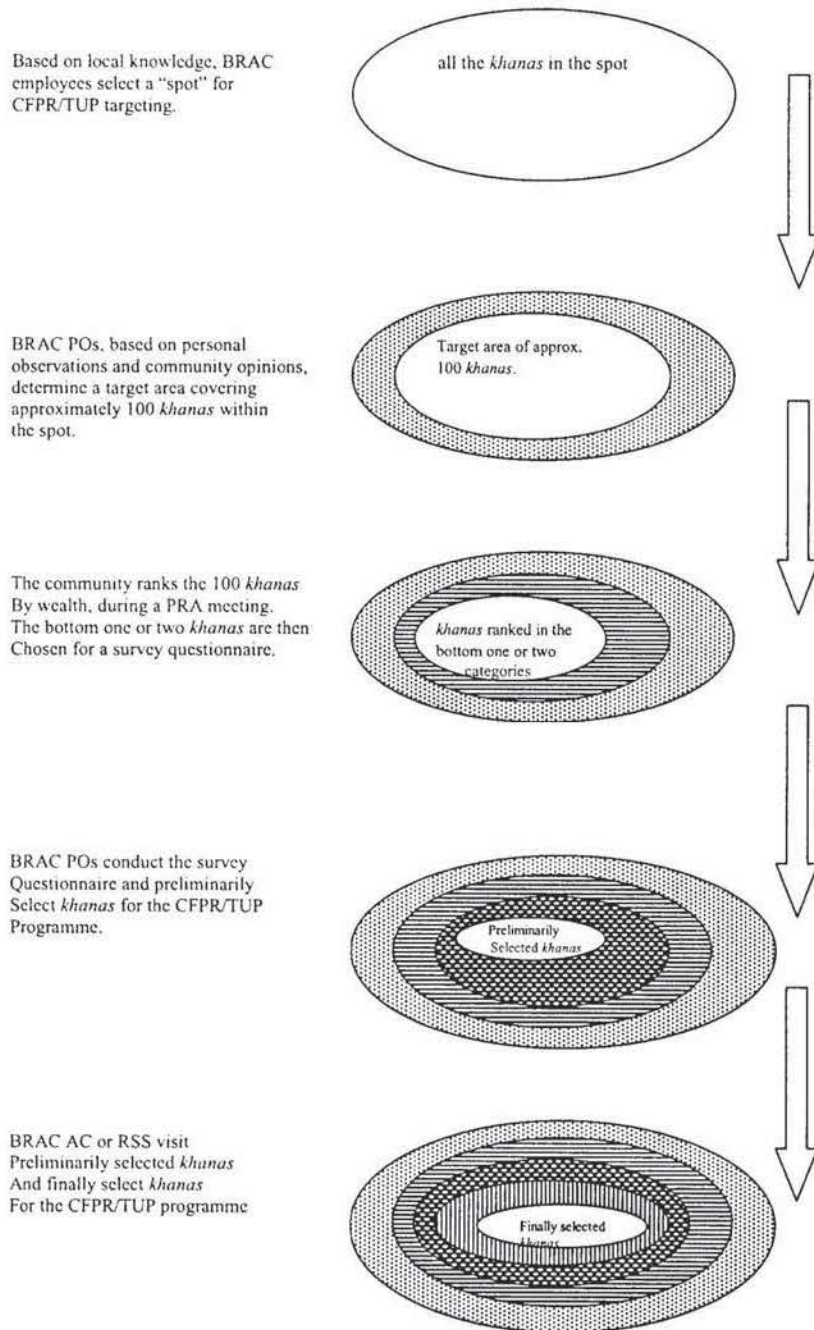 Based on local knowledge, BRAC
employees select a “spot” for
CFPR/TUP targeting.
all the khanas in the spot
BRAC POs, based on personal
observations and community opinions,
determine a target area covering
approximately 100 khanas within
the spot.
Target area of approx.
100 khanas.
The community ranks the 100 khanas
By wealth, during a PRA meeting.
The bottom one or two khanas are then
Chosen for a survey questionnaire.
khanas ranked in the
bottom one or two
categories
BRAC POs conduct the survey
Questionnaire and preliminarily
Select khanas for the CFPR/TUP
Programme.
Preliminarily
Selected khanas
BRAC AC or RSS visit
Preliminarily selected khanas
And finally select khanas
For the CFPR/TUP programme
Finally selected
khanas